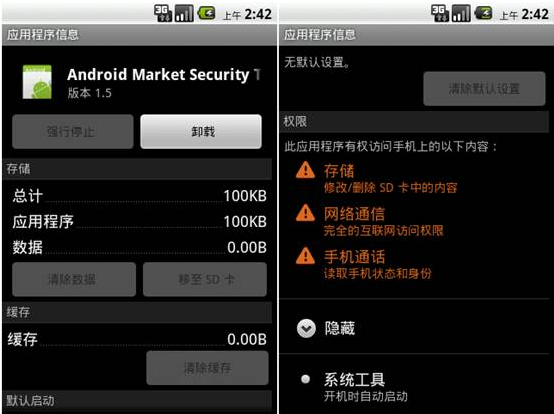 3G 上午 2:42
应用程序信息
Android Market Security T
版本 1.5
强行停止
卸载
存储
总计 100KB
应用程序 100KB
数据 0.00B
清除数据
移至 SD 卡
缓存
缓存 0.00B
清除缓存
默认启动
3G 上午 2:42
应用程序信息
无默认设置。
清除默认设置
权限
此应用程序有权访问手机上的以下内容：
存储
修改/删除 SD 卡中的内容
网络通信
完全的互联网访问权限
手机通话
读取手机状态和身份
隐藏
系统工具
开机时自动启动